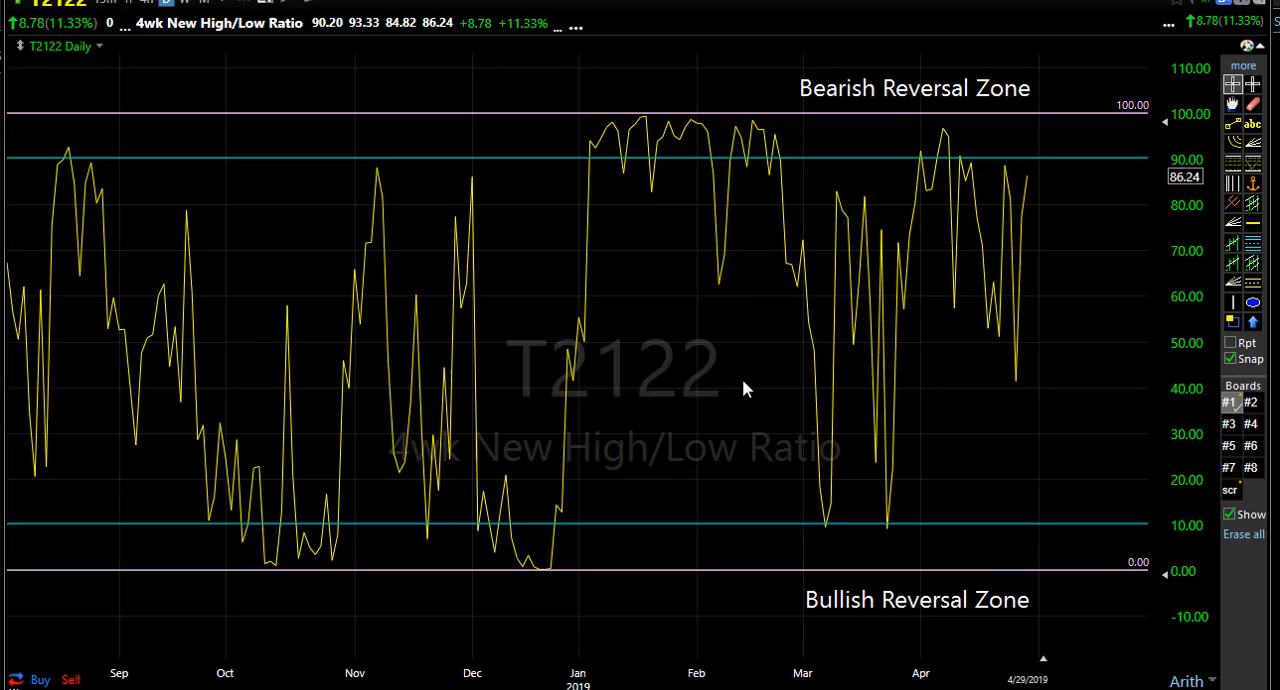 T2122
8.78(11.33%) 0 ... 4wk New High/Low Ratio 90.20 93.33 84.82 86.24 +8.78 +11.33% ... ... ... 8.78(11.33%)
T2122 Daily
more
110.00
Bearish Reversal Zone
100.00
100.00
abc
90.00
86.24
80.00
70.00
60.00
50.00
Rpt
Snap
T2122
40.00
Boards
#1 #2
#3 #4
4wk New High/Low Ratio
30.00
#5 #6
#7 #8
20.00
scr
10.00
Show
Erase all
0.00
0.00
Bullish Reversal Zone
-10.00
Buy Sell
Sep Oct Nov Dec Jan Feb Mar Apr
2019
4/29/2019
Arith